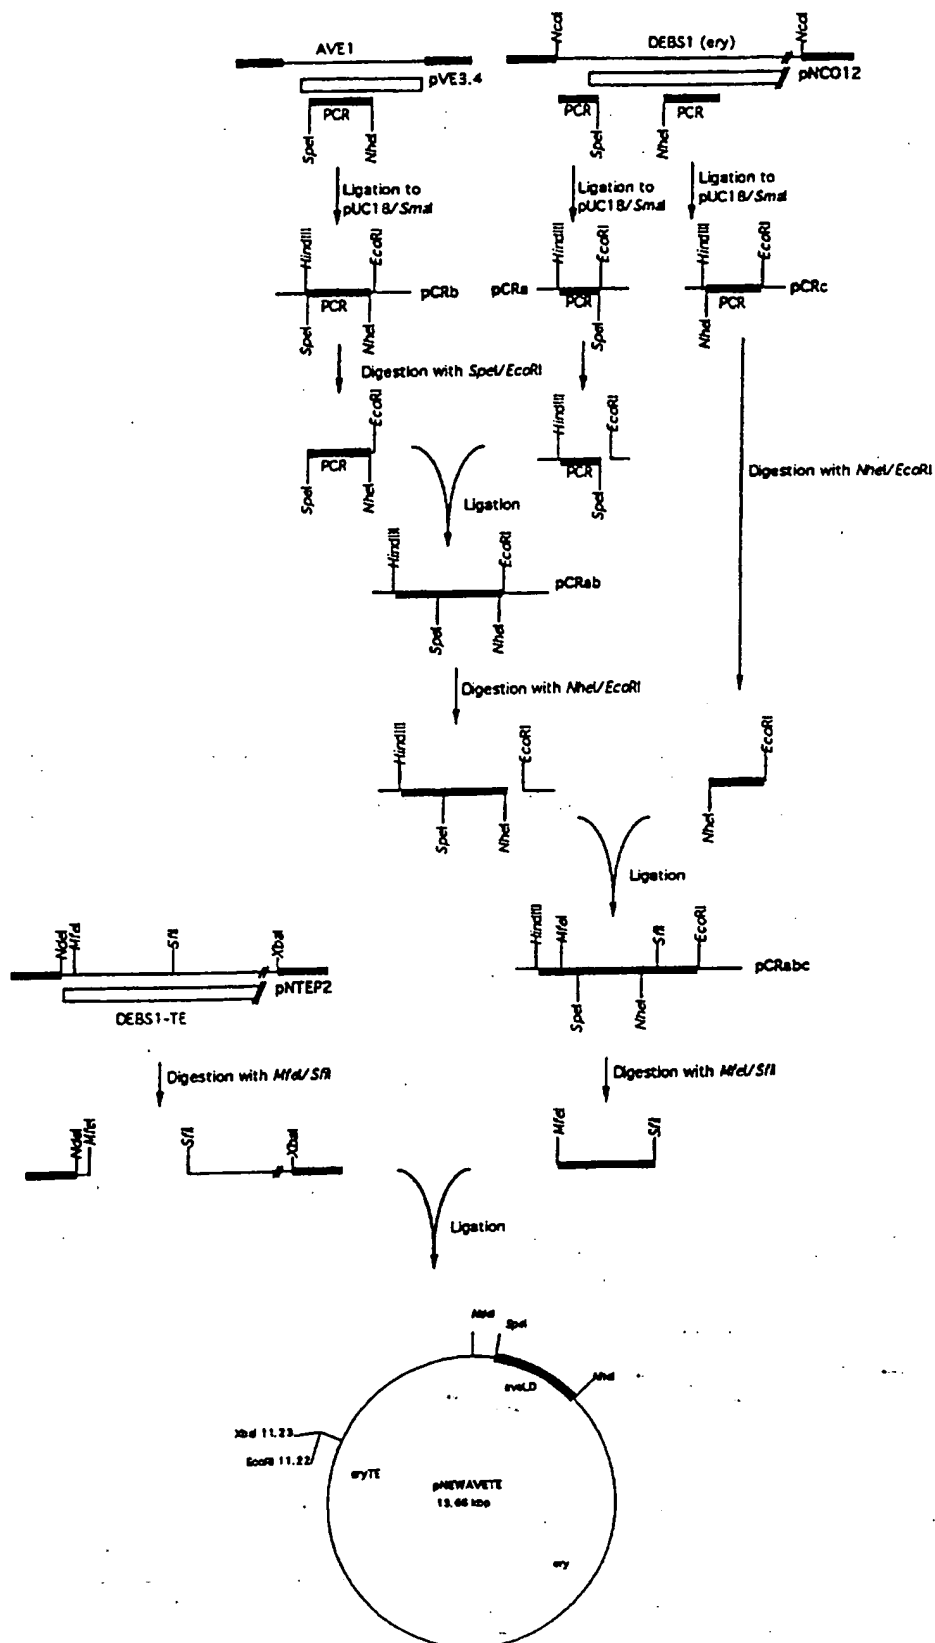 NcoI
NcoI
AVE1
DEBS1 (ery)
pVE3.4
pNCO12
PCR
PCR
PCR
SpeI
NheI
SpeI
NheI
Ligation to
pUC18/SmaI
Ligation to
pUC18/SmaI
Ligation to
pUC18/SmaI
HindIII
EcoRI
HindIII
EcoRI
HindIII
EcoRI
pCRb
pCRa
pCRc
PCR
PCR
PCR
SpeI
NheI
SpeI
NheI
Digestion with SpeI/EcoRI
EcoRI
HindIII
EcoRI
PCR
PCR
SpeI
NheI
SpeI
Digestion with NheI/EcoRI
Ligation
HindIII
EcoRI
pCRab
SpeI
NheI
Digestion with NheI/EcoRI
HindIII
EcoRI
EcoRI
SpeI
NheI
NheI
Ligation
NdeI
MfeI
SfiI
XbaI
HindIII
MfeI
SfiI
EcoRI
pNTEP2
pCRabc
DEBS1-TE
SpeI
NheI
Digestion with MfeI/SfiI
Digestion with MfeI/SfiI
NdeI
MfeI
SfiI
XbaI
MfeI
SfiI
Ligation
NdeI
SpeI
aveLD
NheI
XbaI 11.23
EcoRI 11.22
eryTE
pNEWAVETE
13.66 kbp
ery